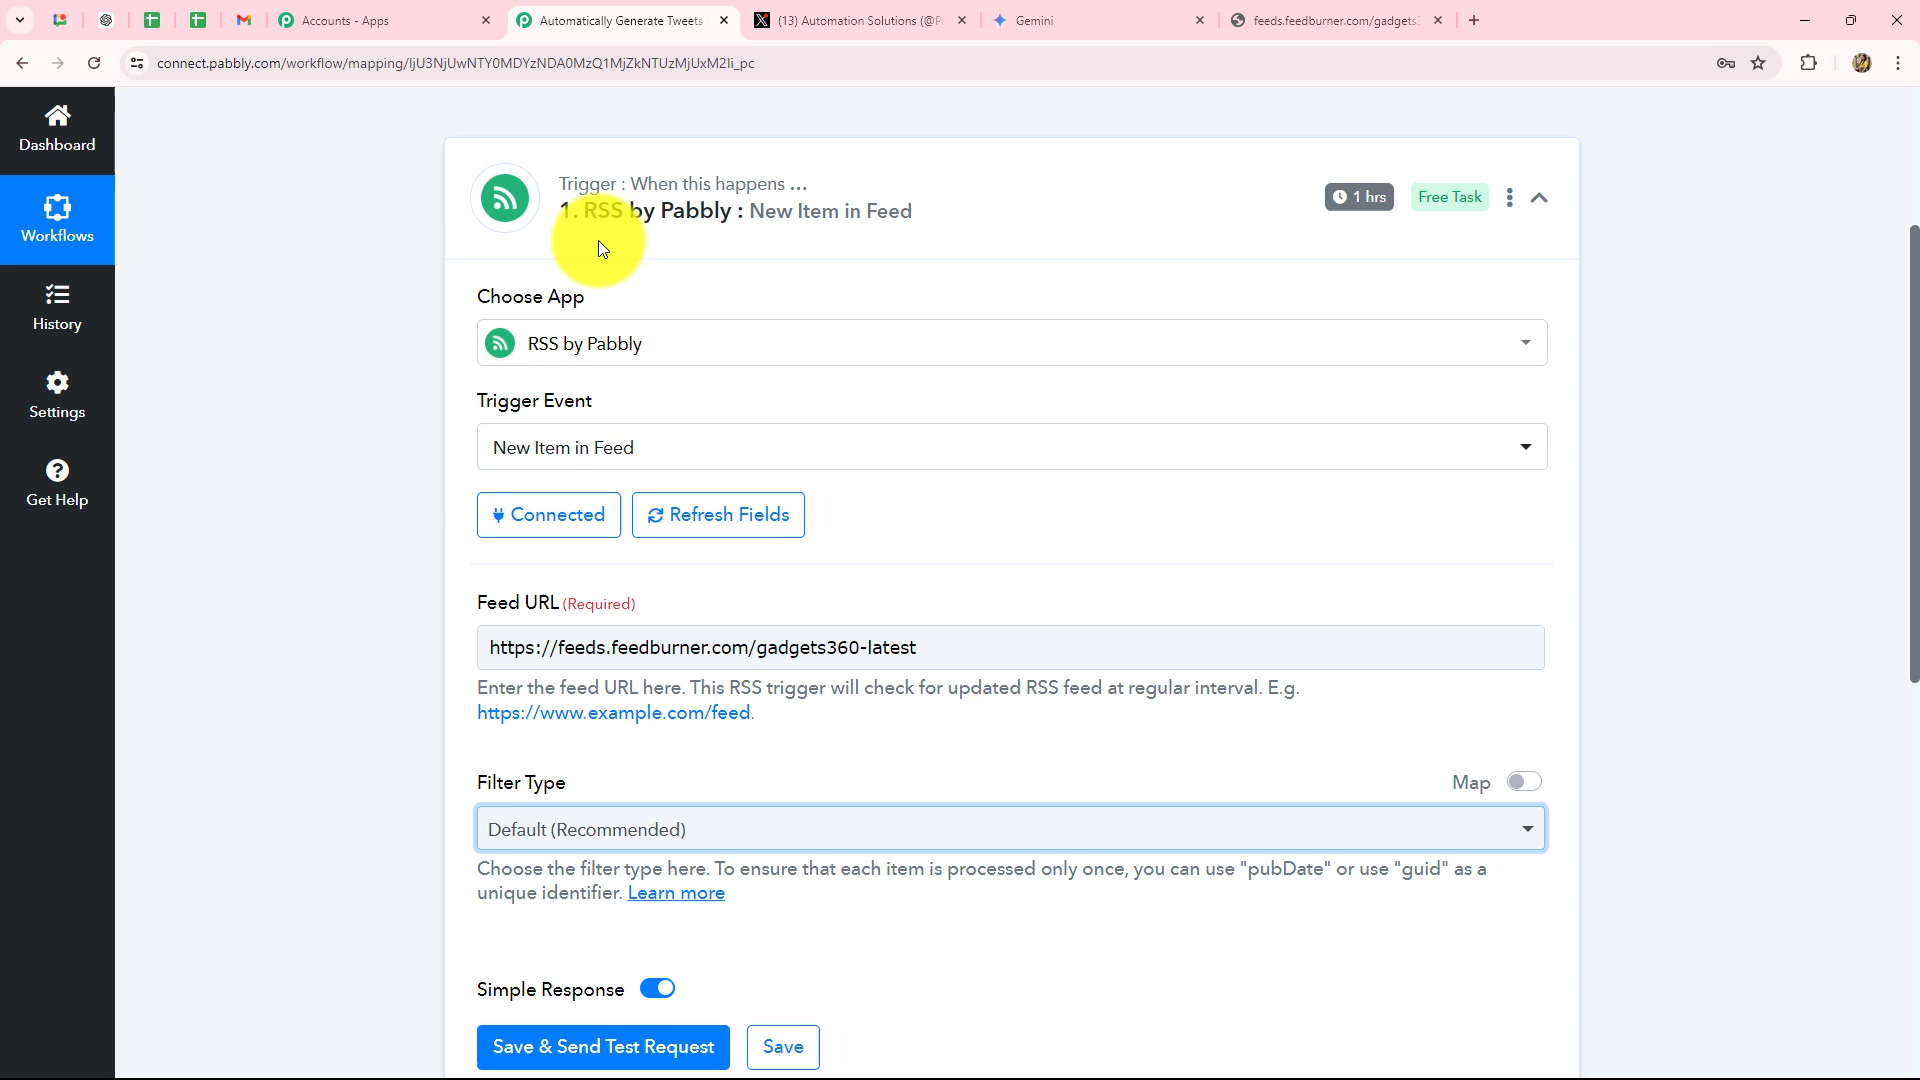 Accounts - Apps
Automatically Generate Tweets
(13) Automation Solutions (@P
Gemini
feeds.feedburner.com/gadgets
connect.pabbly.com/workflow/mapping/IjU3NjUwNTY0MDYzNDA0MzQ1MjZkNTUzMjUxM2Ii_pc
Dashboard
Workflows
History
Settings
Get Help
Trigger : When this happens ...
1. RSS by Pabbly : New Item in Feed
1 hrs
Free Task
Choose App
RSS by Pabbly
Trigger Event
New Item in Feed
Connected
Refresh Fields
Feed URL (Required)
https://feeds.feedburner.com/gadgets360-latest
Enter the feed URL here. This RSS trigger will check for updated RSS feed at regular interval. E.g.
https://www.example.com/feed.
Filter Type
Map
Default (Recommended)
Choose the filter type here. To ensure that each item is processed only once, you can use "pubDate" or use "guid" as a
unique identifier. Learn more
Simple Response
Save & Send Test Request
Save